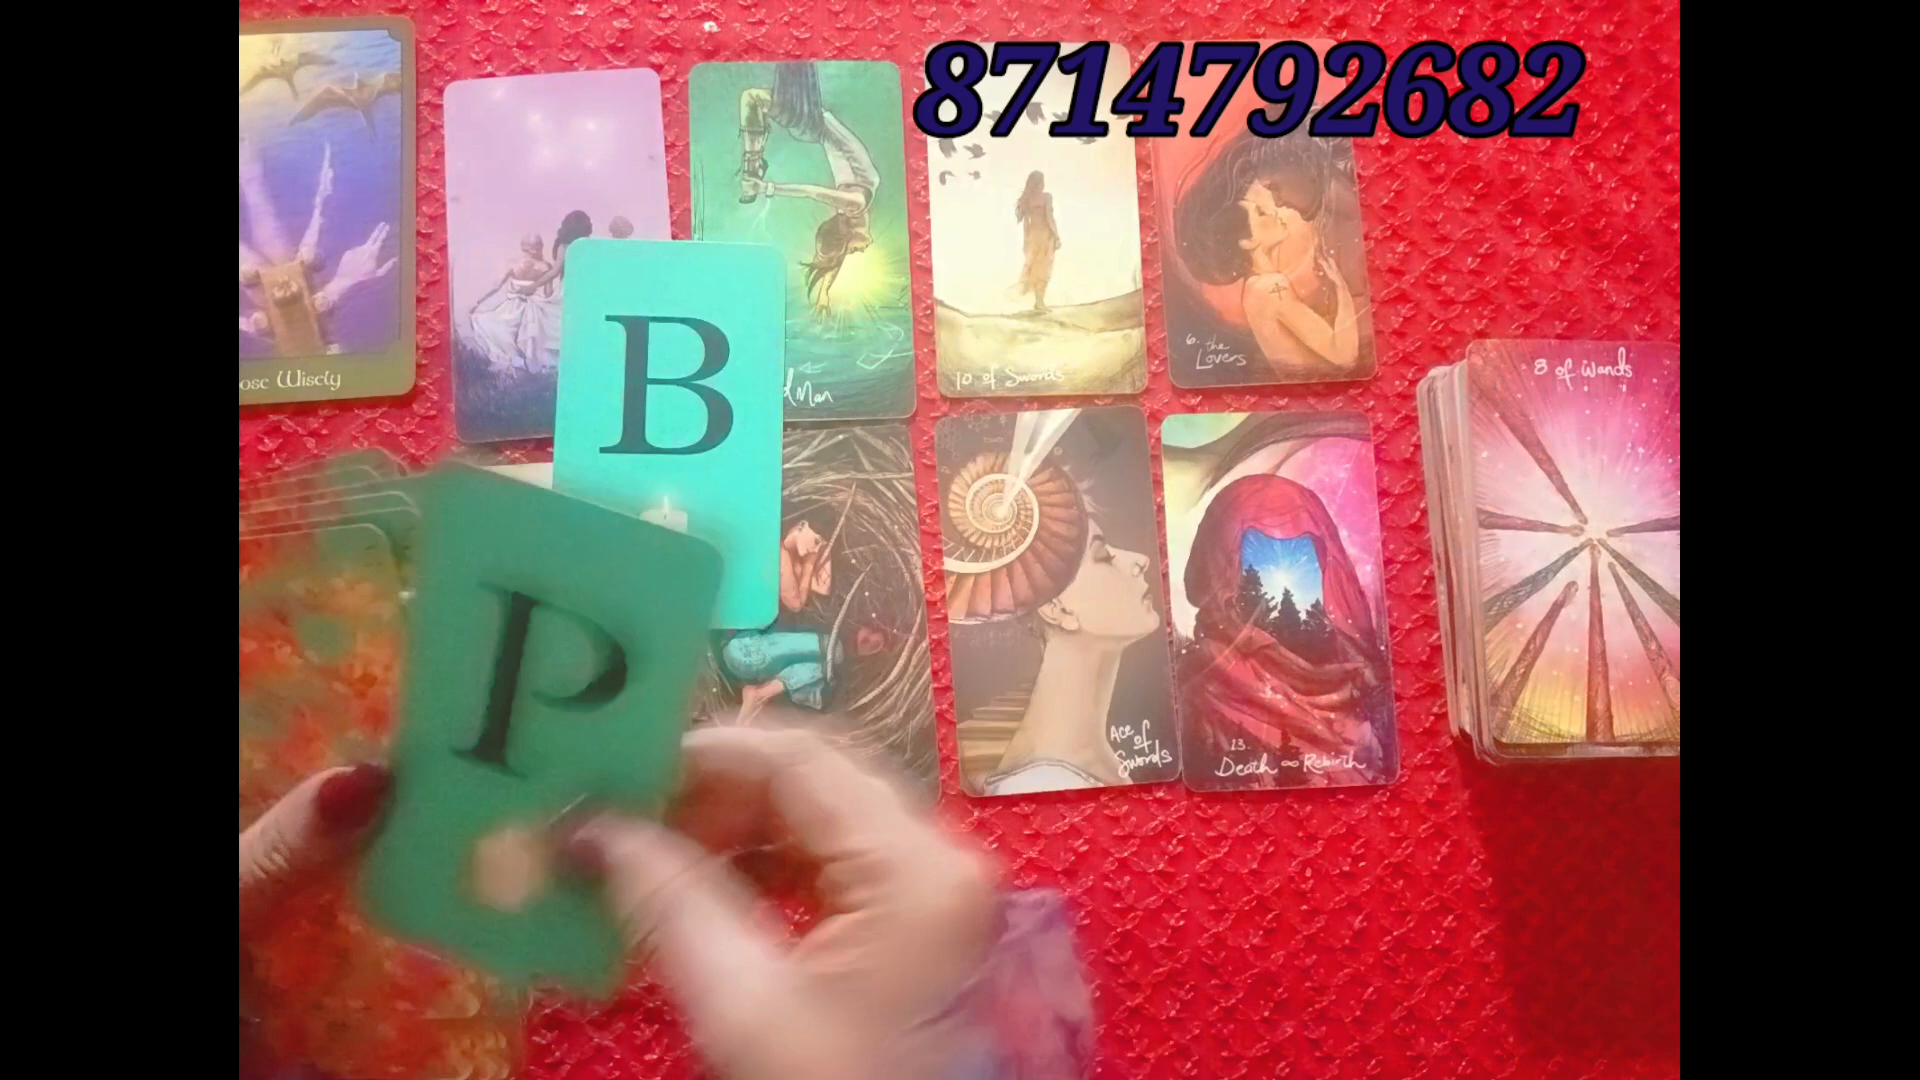 8714792682
ose Wisely
d Man
10 of Swords
6. the
Lovers
8 of Wands
B
P
Ace
of
Swords
13.
Death ∞ Rebirth